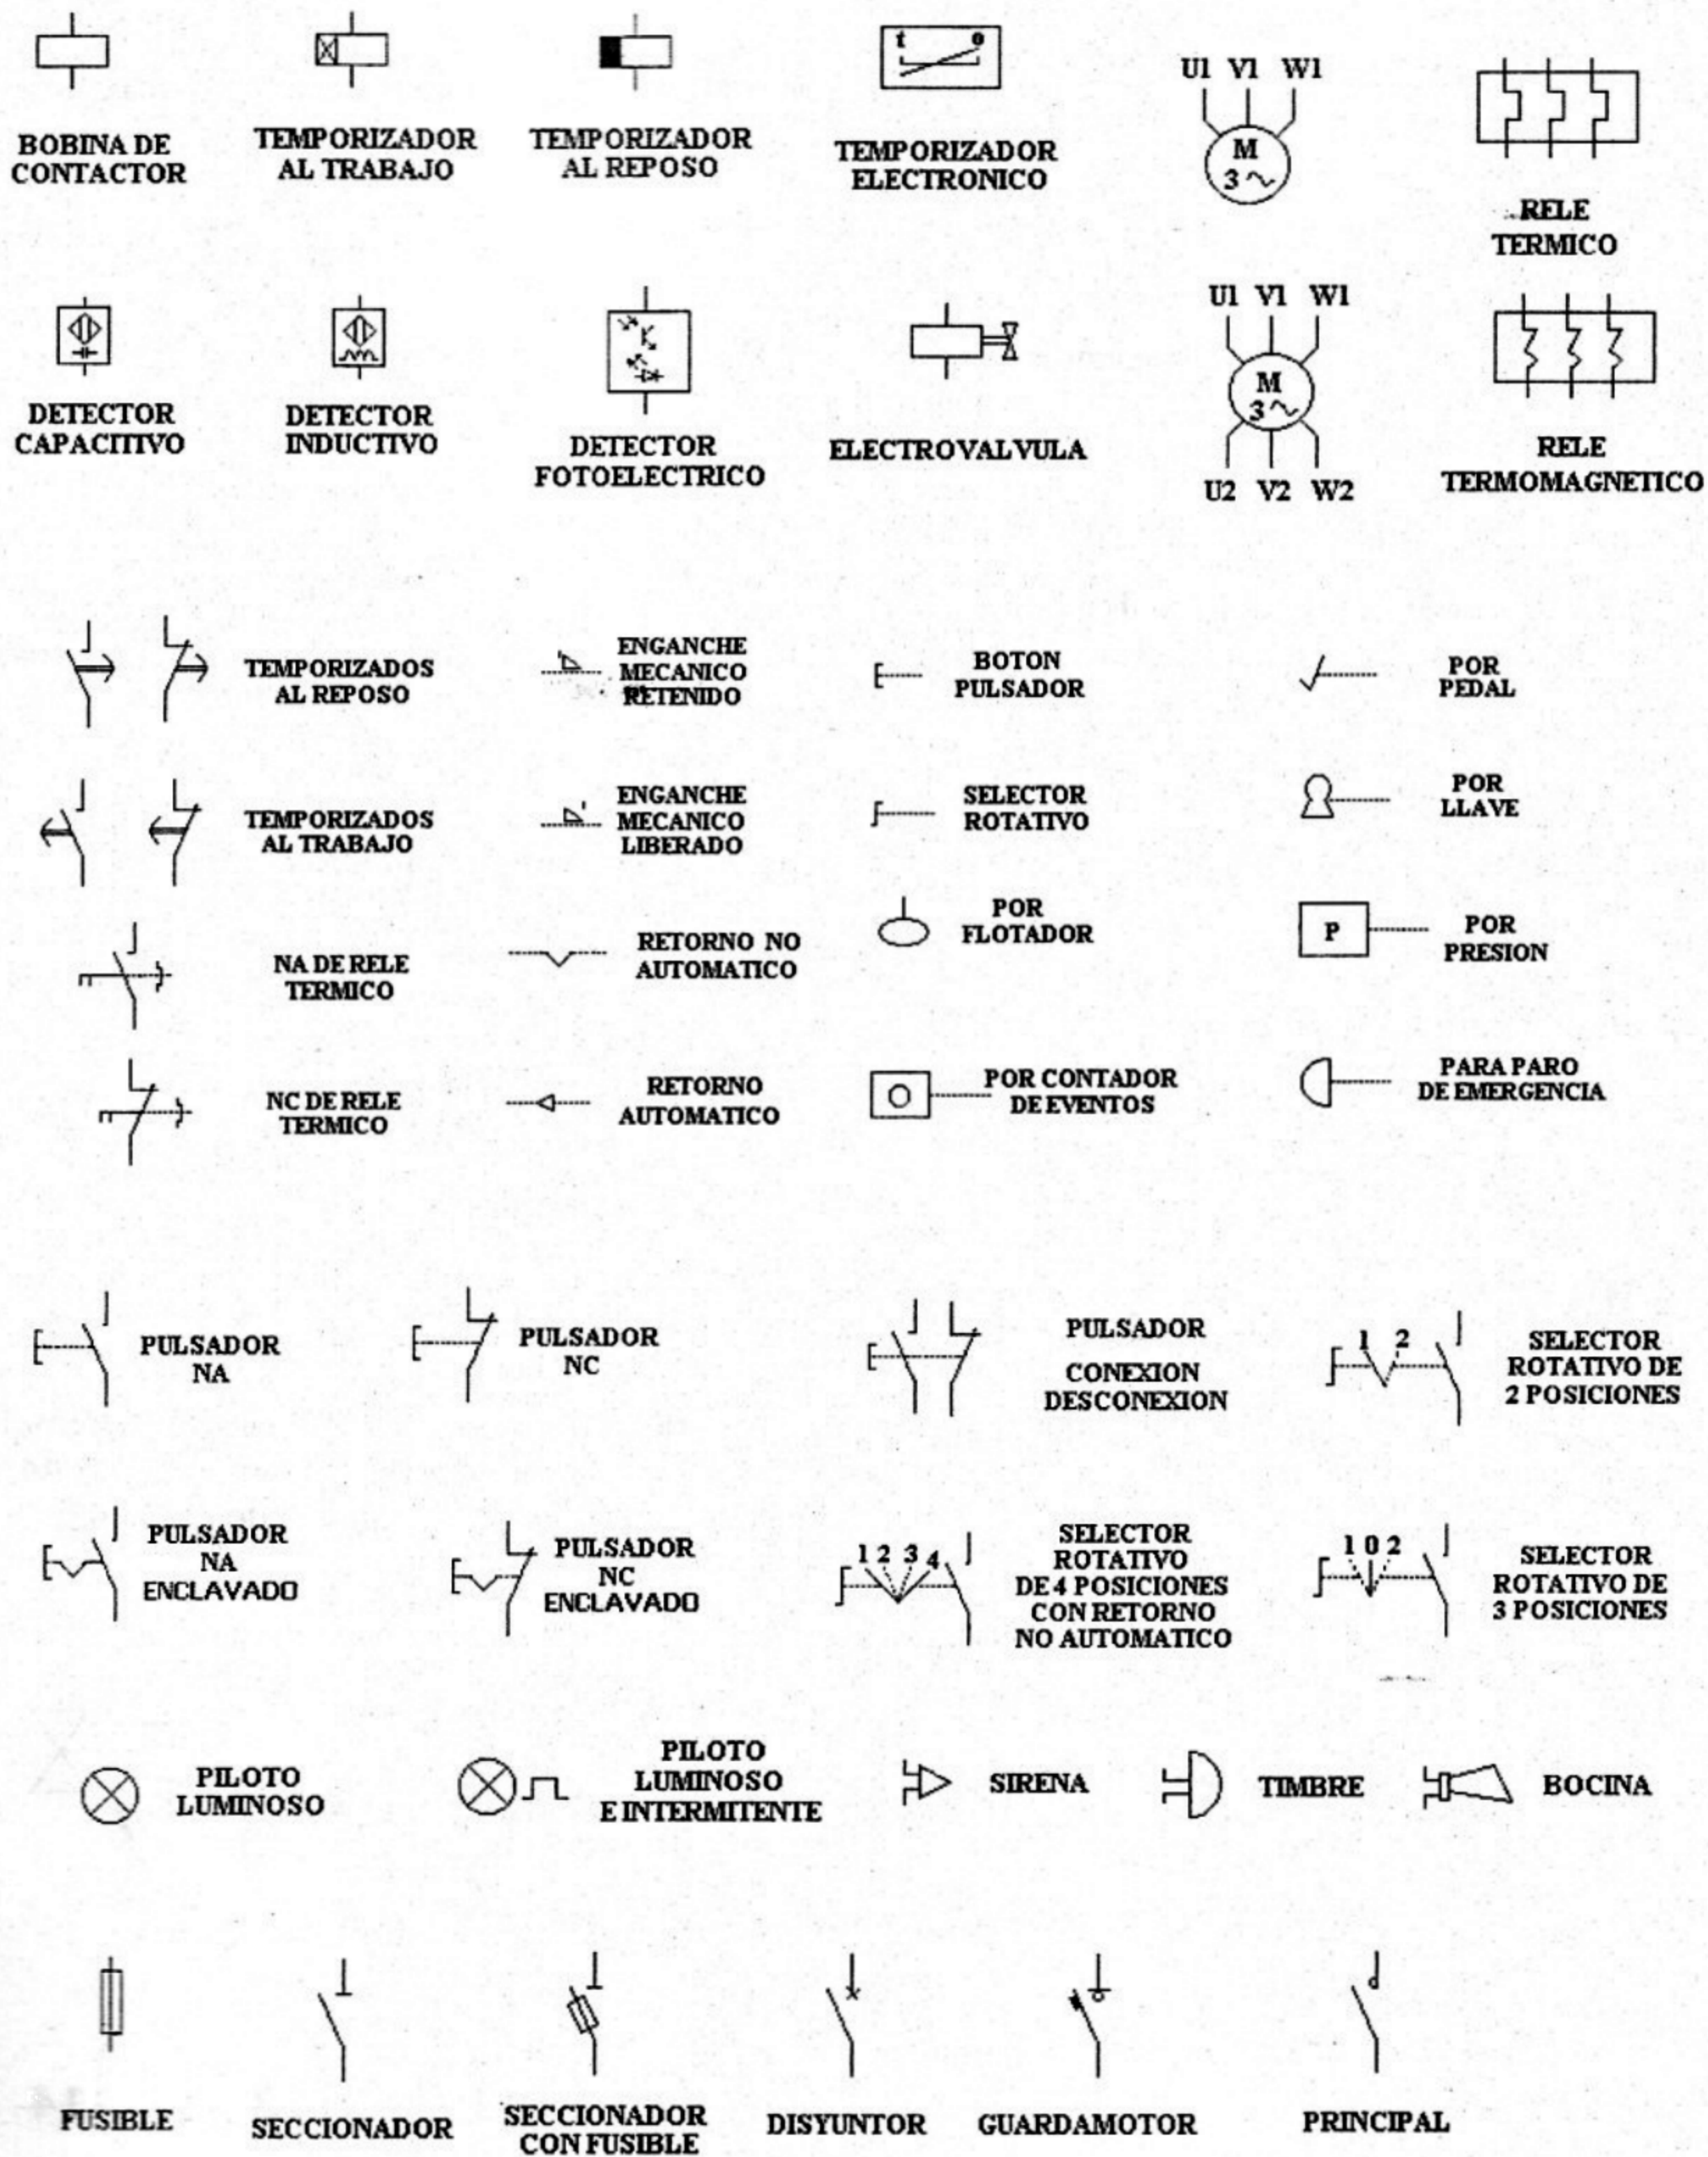 BOBINA DE
CONTACTOR
TEMPORIZADOR
AL TRABAJO
TEMPORIZADOR
AL REPOSO
t o
TEMPORIZADOR
ELECTRONICO
U1 V1 W1
M
3~
RELE
TERMICO
DETECTOR
CAPACITIVO
DETECTOR
INDUCTIVO
DETECTOR
FOTOELECTRICO
ELECTROVALVULA
U1 V1 W1
M
3~
U2 V2 W2
RELE
TERMOMAGNETICO
TEMPORIZADOS
AL REPOSO
ENGANCHE
MECANICO
RETENIDO
BOTON
PULSADOR
POR
PEDAL
TEMPORIZADOS
AL TRABAJO
ENGANCHE
MECANICO
LIBERADO
SELECTOR
ROTATIVO
POR
LLAVE
NA DE RELE
TERMICO
RETORNO NO
AUTOMATICO
POR
FLOTADOR
P
POR
PRESION
NC DE RELE
TERMICO
RETORNO
AUTOMATICO
POR CONTADOR
DE EVENTOS
PARA PARO
DE EMERGENCIA
PULSADOR
NA
PULSADOR
NC
PULSADOR
CONEXION
DESCONEXION
1 2
SELECTOR
ROTATIVO DE
2 POSICIONES
PULSADOR
NA
ENCLAVADO
PULSADOR
NC
ENCLAVADO
1 2 3 4
SELECTOR
ROTATIVO
DE 4 POSICIONES
CON RETORNO
NO AUTOMATICO
1 0 2
SELECTOR
ROTATIVO DE
3 POSICIONES
PILOTO
LUMINOSO
PILOTO
LUMINOSO
E INTERMITENTE
SIRENA
TIMBRE
BOCINA
FUSIBLE
SECCIONADOR
SECCIONADOR
CON FUSIBLE
DISYUNTOR
GUARDAMOTOR
PRINCIPAL